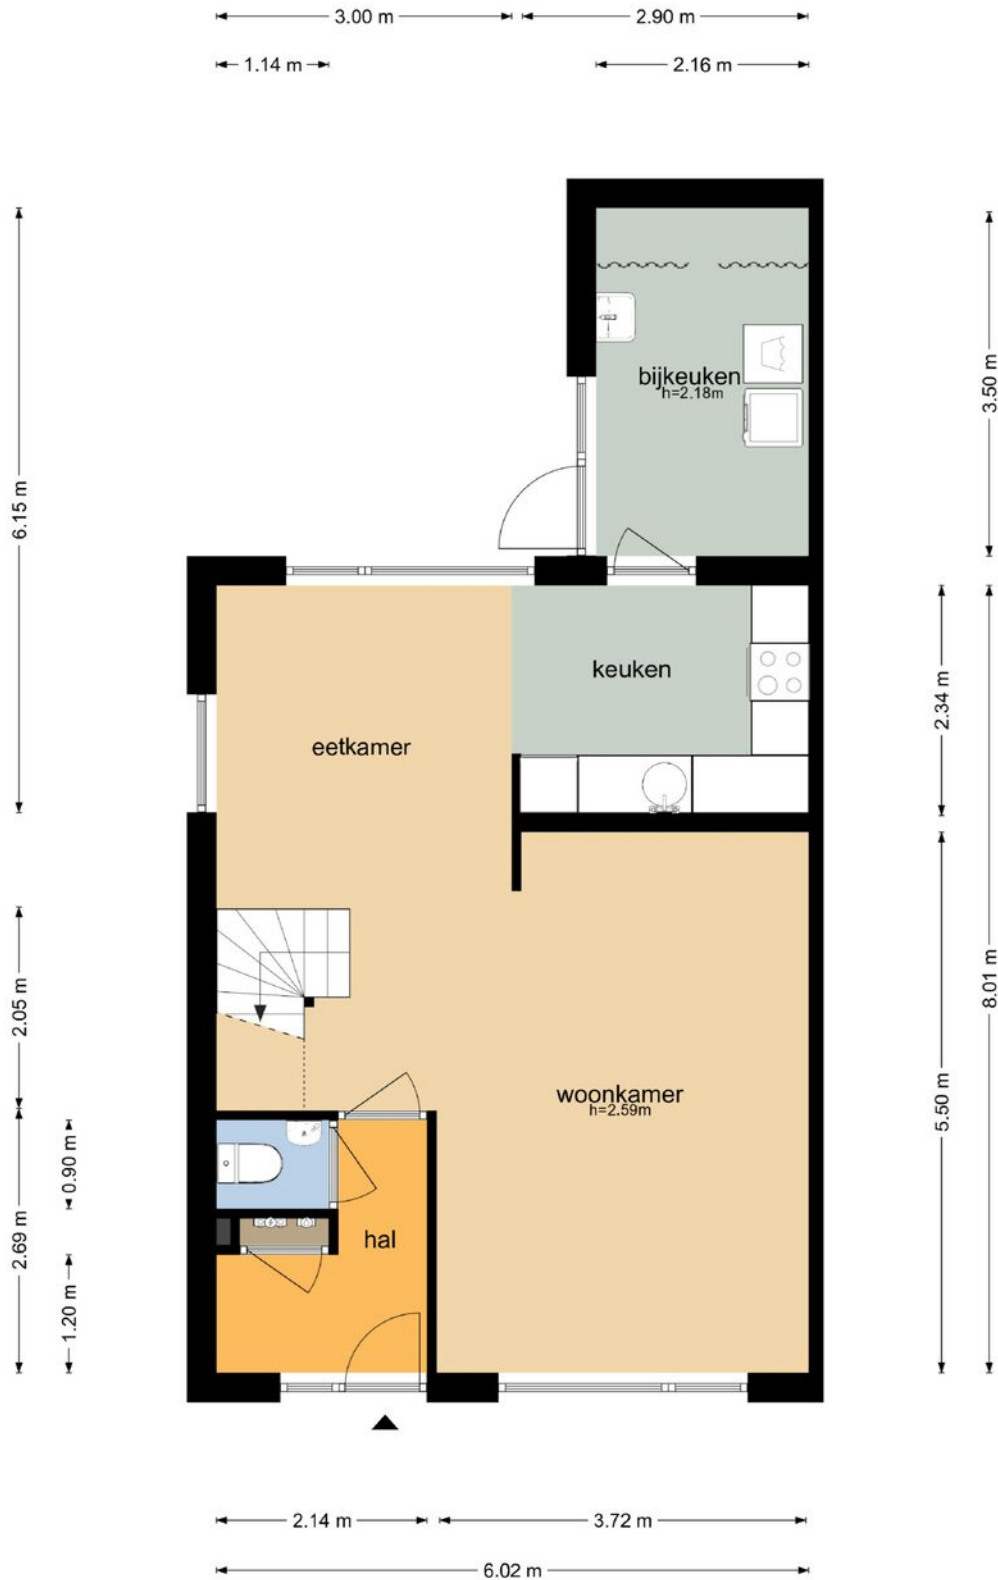 3.00 m
2.90 m
1.14 m
2.16 m
bijkeuken
h=2.18m
3.50 m
6.15 m
keuken
2.34 m
eetkamer
8.01 m
2.05 m
woonkamer
h=2.59m
5.50 m
0.90 m
2.69 m
hal
1.20 m
2.14 m
3.72 m
6.02 m